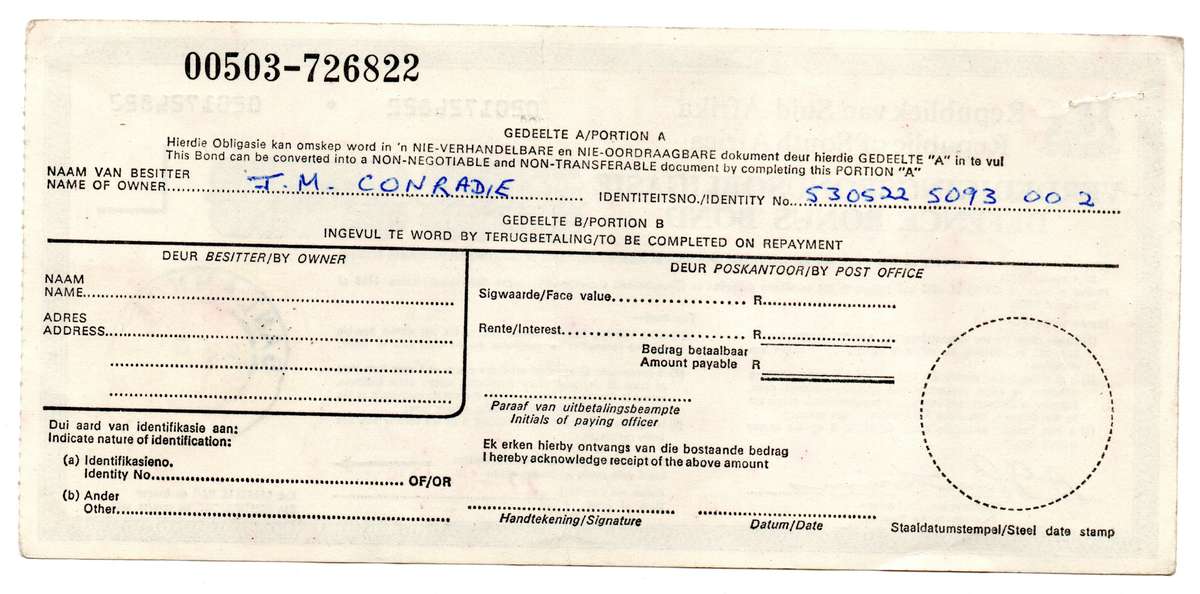 00503-726822
GEDEELTE A/PORTION A
Hierdie Obligasie kan omskep word in 'n NIE-VERHANDELBARE en NIE-OORDRAAGBARE dokument deur hierdie GEDEELTE "A" in te vul
This Bond can be converted into a NON-NEGOTIABLE and NON-TRANSFERABLE document by completing this PORTION "A"
NAAM VAN BESITTER
NAME OF OWNER J. M. CONRADIE IDENTITEITSNO./IDENTITY No. 530522 5093 00 2
GEDEELTE B/PORTION B
INGEVUL TE WORD BY TERUGBETALING/TO BE COMPLETED ON REPAYMENT
DEUR BESITTER/BY OWNER
NAAM
NAME
ADRES
ADDRESS
DEUR POSKANTOOR/BY POST OFFICE
Sigwaarde/Face value R
Rente/Interest R
Bedrag betaalbaar
Amount payable R
Paraaf van uitbetalingsbeampte
Initials of paying officer
Dui aard van identifikasie aan:
Indicate nature of identification:
(a) Identifikasieno.
Identity No. OF/OR
(b) Ander
Other
Ek erken hierby ontvangs van die bostaande bedrag
I hereby acknowledge receipt of the above amount
Handtekening/Signature
Datum/Date
Staaldatumstempel/Steel date stamp